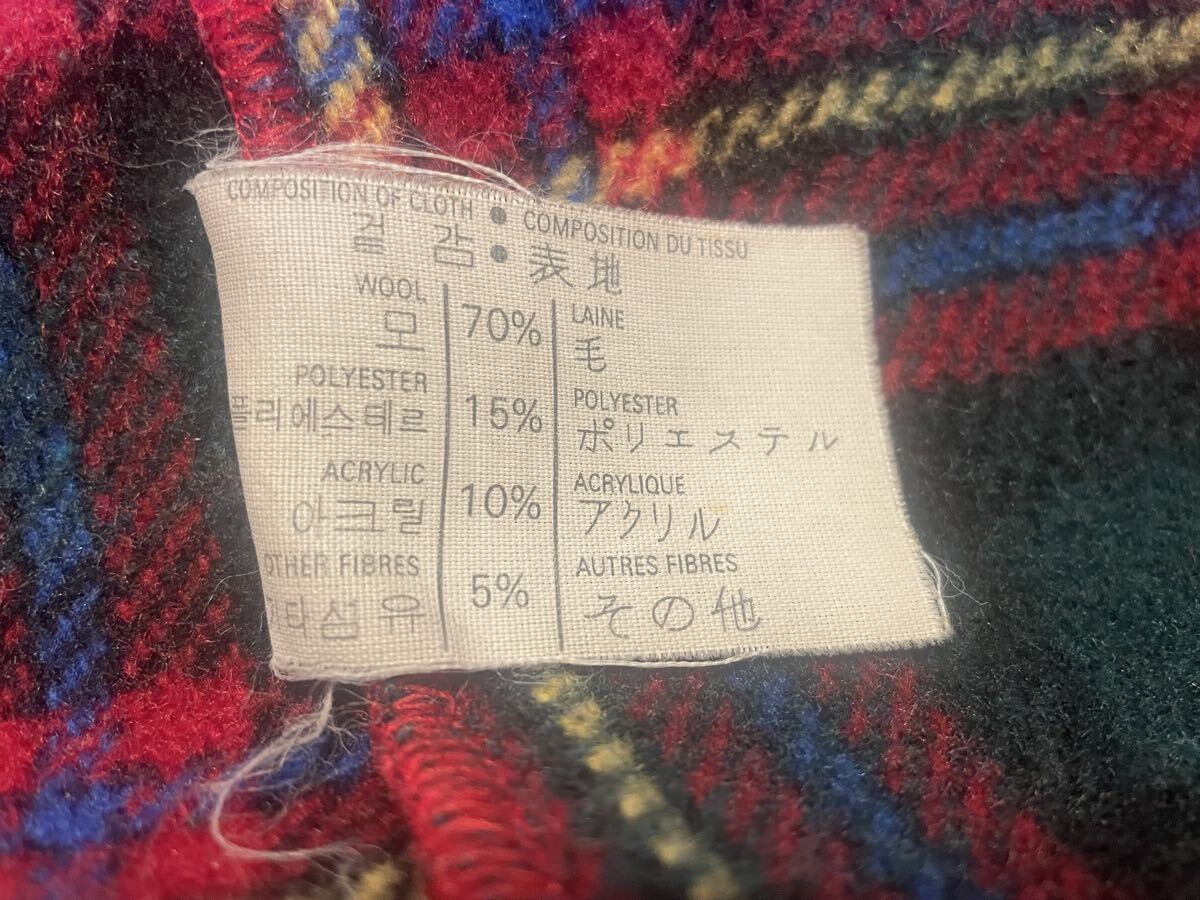 COMPOSITION OF CLOTH ● COMPOSITION DU TISSU
겉 감 ● 表地
WOOL 70% LAINE
모 毛
POLYESTER 15% POLYESTER
폴리에스테르 ポリエステル
ACRYLIC 10% ACRYLIQUE
아크릴 アクリル
OTHER FIBRES 5% AUTRES FIBRES
기타섬유 その他